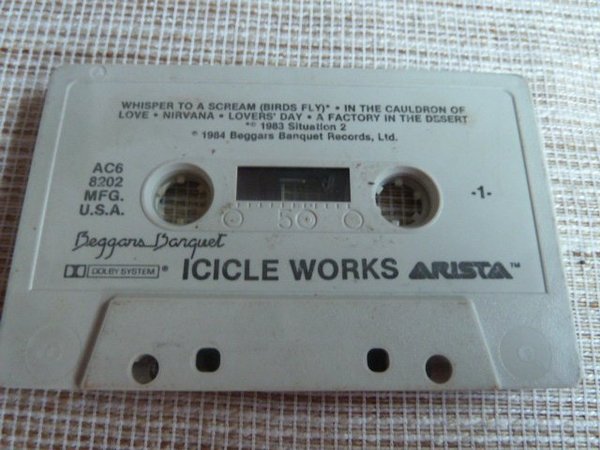 WHISPER TO A SCREAM (BIRDS FLY)* • IN THE CAULDRON OF
LOVE • NIRVANA • LOVERS' DAY • A FACTORY IN THE DESERT
*℗ 1983 Situation 2
℗ 1984 Beggars Banquet Records, Ltd.
AC6
8202
MFG.
U.S.A.
50
-1-
Beggars Banquet
DOLBY SYSTEM® ICICLE WORKS ARISTA™